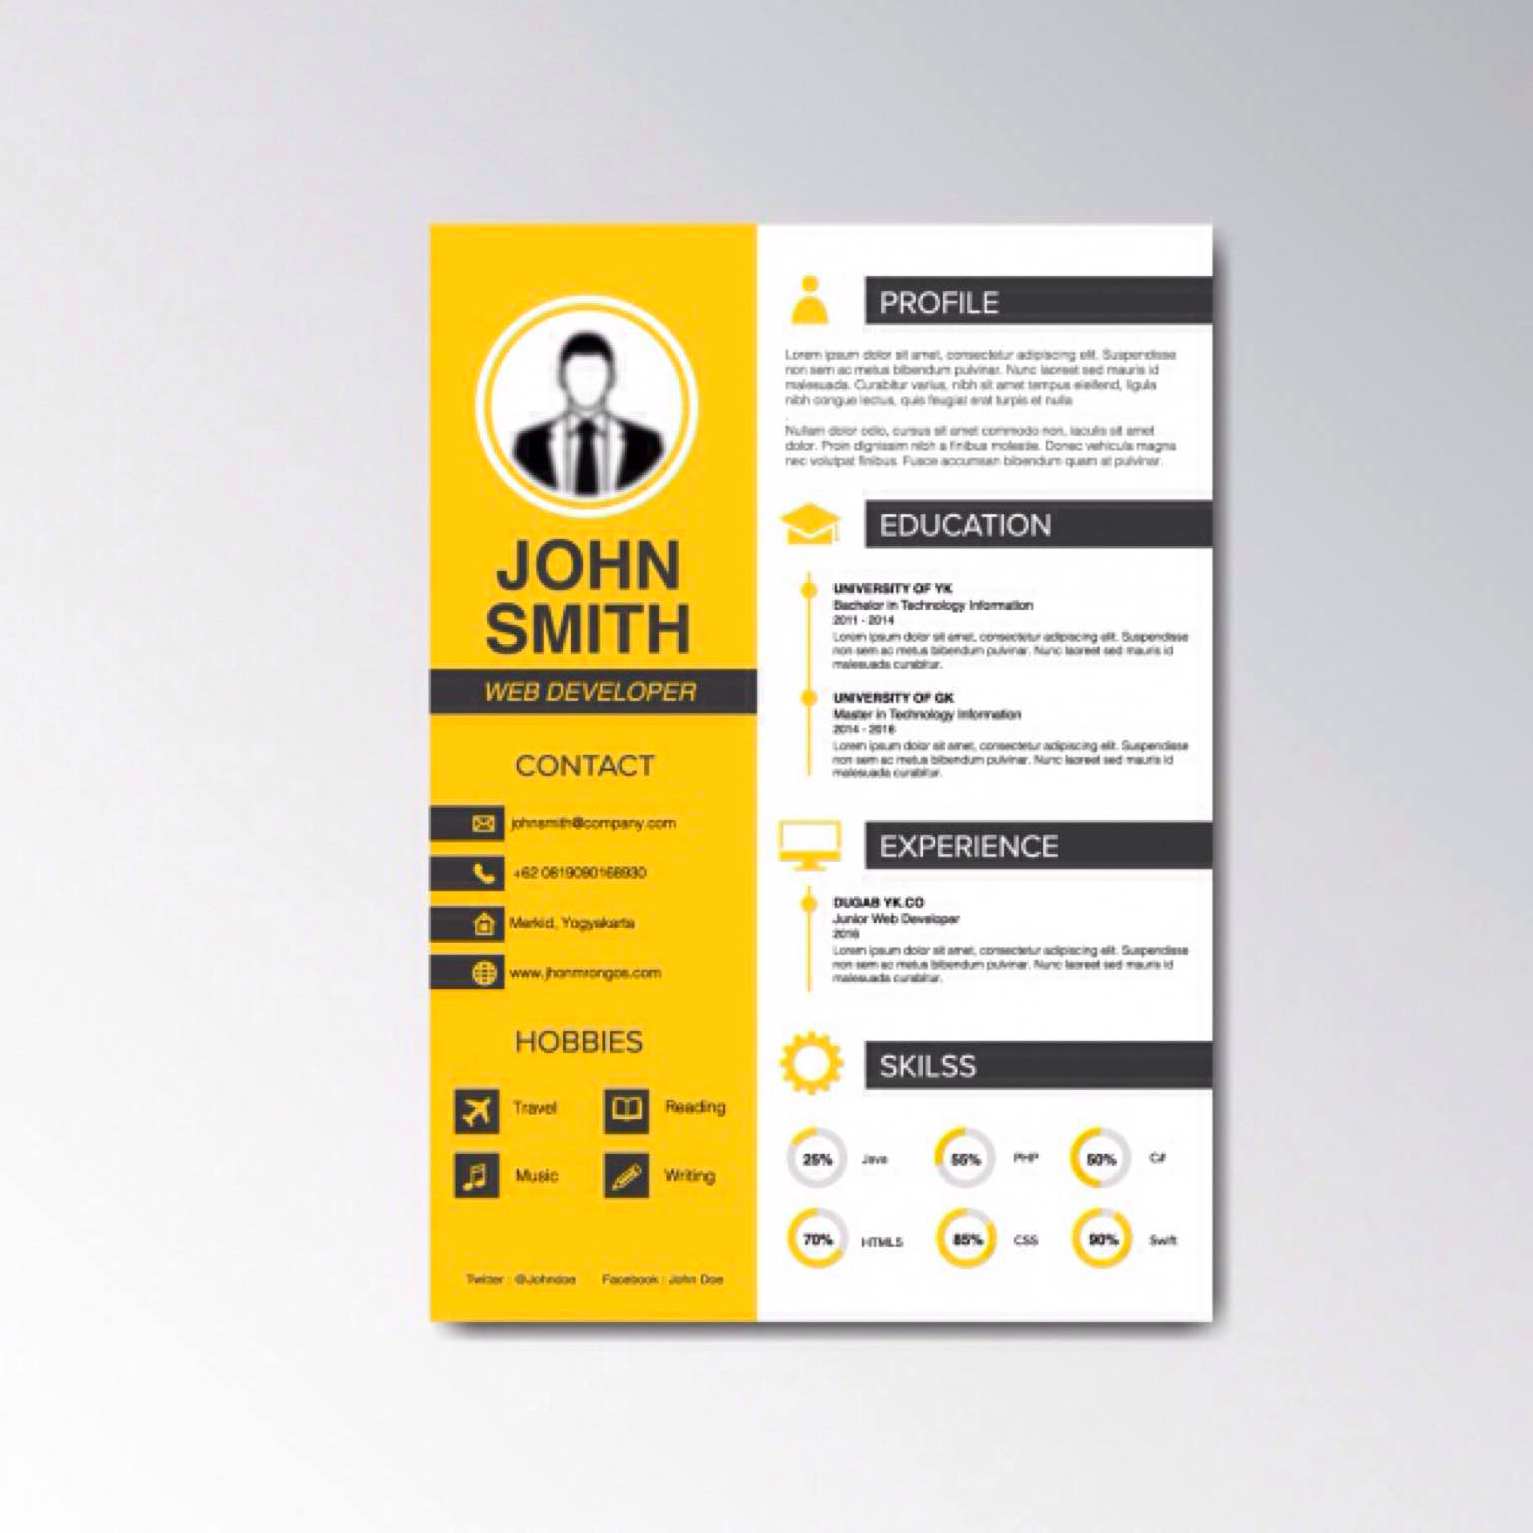 JOHN
SMITH
WEB DEVELOPER
CONTACT
johnsmith@company.com
+62 0819090168930
Merkid, Yogyakarta
www.jhonmrongos.com
HOBBIES
Travel
Reading
Music
Writing
Twitter : @Johndoe
Facebook : John Doe
PROFILE
Lorem ipsum dolor sit amet, consectetur adipiscing elit. Suspendisse
non sem ac metus bibendum pulvinar. Nunc laoreet sed mauris id
malesuada. Curabitur varius, nibh sit amet tempus eleifend, ligula
nibh congue lectus, quis feugiat erat turpis et nulla
.
Nullam dolor odio, cursus sit amet commodo non, iaculis sit amet
dolor. Proin dignissim nibh a finibus molestie. Donec vehicula magna
nec volutpat finibus. Fusce accumsan bibendum quam at pulvinar.
EDUCATION
UNIVERSITY OF YK
Bachelor in Technology Information
2011 - 2014
Lorem ipsum dolor sit amet, consectetur adipiscing elit. Suspendisse
non sem ac metus bibendum pulvinar. Nunc laoreet sed mauris id
malesuada curabitur.
UNIVERSITY OF GK
Master in Technology Information
2014 - 2016
Lorem ipsum dolor sit amet, consectetur adipiscing elit. Suspendisse
non sem ac metus bibendum pulvinar. Nunc laoreet sed mauris id
malesuada curabitur.
EXPERIENCE
DUGAB YK.CO
Junior Web Developer
2016
Lorem ipsum dolor sit amet, consectetur adipiscing elit. Suspendisse
non sem ac metus bibendum pulvinar. Nunc laoreet sed mauris id
malesuada curabitur.
SKILSS
25% Java
55% PHP
50% C#
70% HTML5
85% CSS
90% Swift